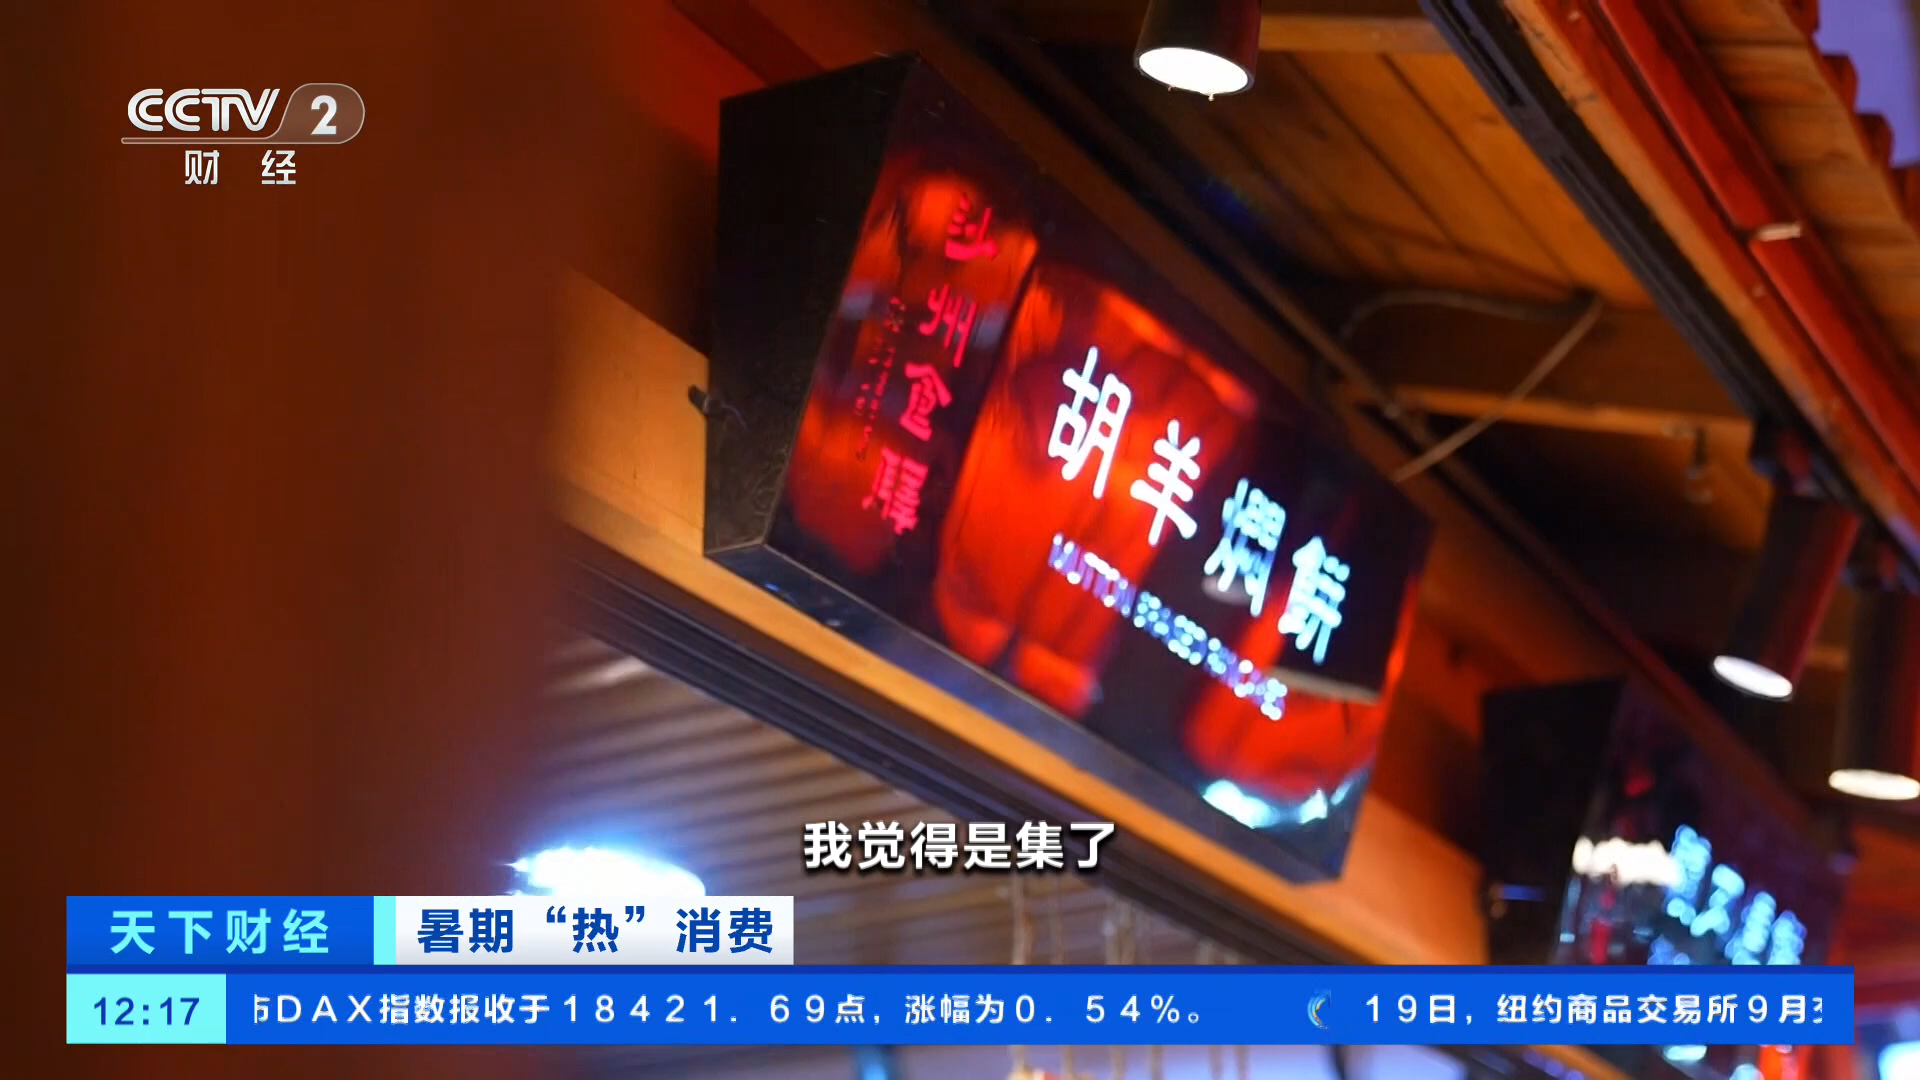 CCTV 2
财 经
州食
胡羊焖餅
MUTTON
我觉得是集了
天下财经
暑期“热”消费
12:17
DAX指数报收于18421.69点，涨幅为0.54%。 19日，纽约商品交易所9月